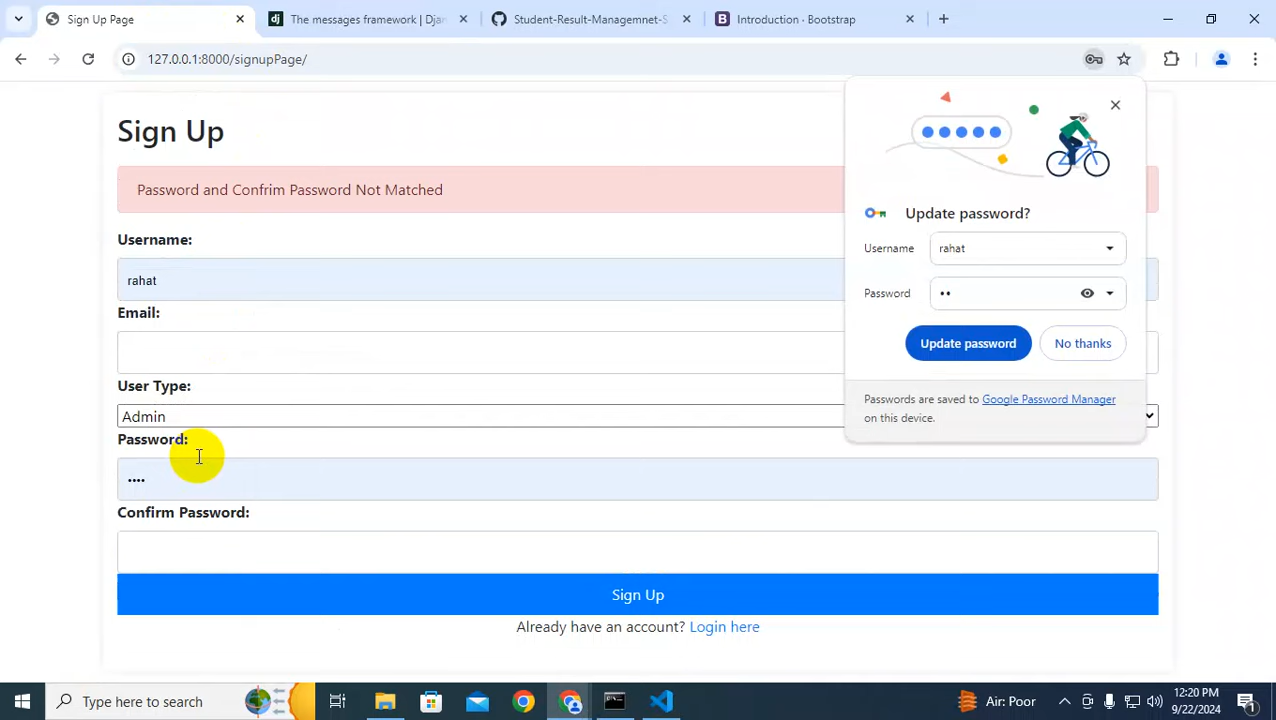 Sign Up Page
The messages framework | Djan
Student-Result-Managemnet-S
Introduction · Bootstrap
127.0.0.1:8000/signupPage/
Sign Up
Password and Confrim Password Not Matched
Username:
rahat
Email:
User Type:
Admin
Password:
Confirm Password:
Sign Up
Already have an account? Login here
Update password?
Username
rahat
Password
Update password
No thanks
Passwords are saved to Google Password Manager
on this device.
Type here to search
Air: Poor
12:20 PM
9/22/2024
1